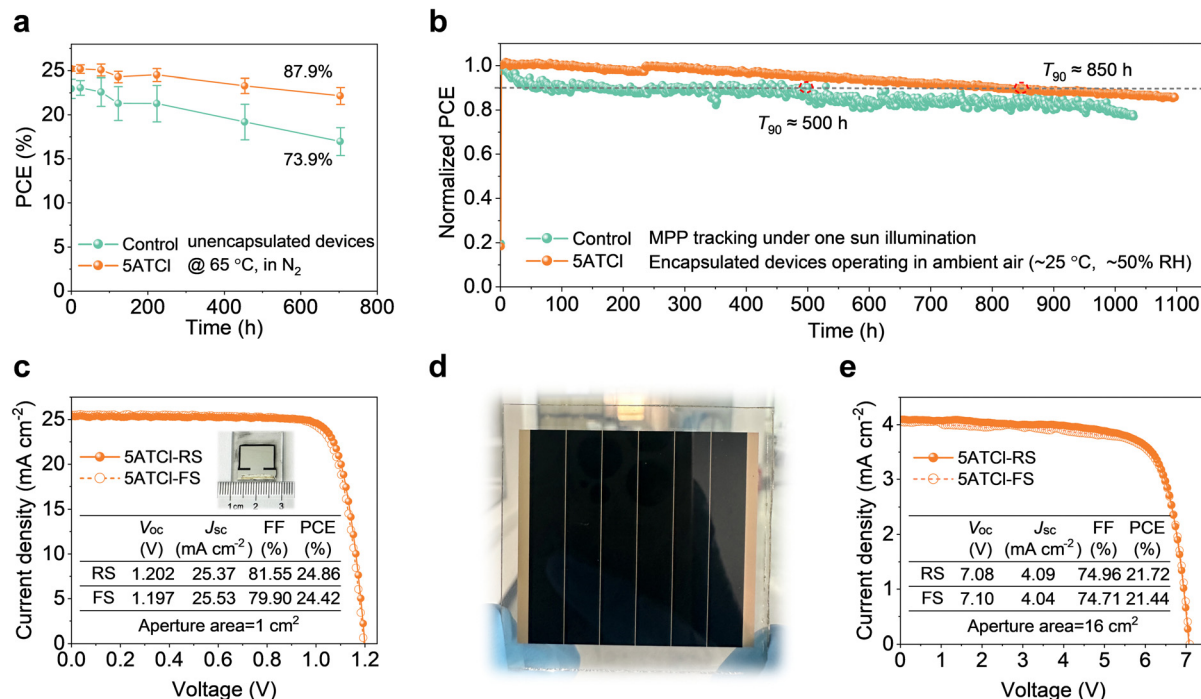 a
PCE (%)
25
20
15
10
5
0
87.9%
73.9%
Control unencapsulated devices
5ATCl @ 65 °C, in N₂
0 200 400 600 800
Time (h)
b
Normalized PCE
1.0
0.8
0.6
0.4
0.2
0.0
T₉₀ ≈ 850 h
T₉₀ ≈ 500 h
Control MPP tracking under one sun illumination
5ATCl Encapsulated devices operating in ambient air (~25 °C, ~50% RH)
0 100 200 300 400 500 600 700 800 900 1000 1100
Time (h)
c
Current density (mA cm⁻²)
25
20
15
10
5
0
5ATCl-RS
5ATCl-FS
1cm 2 3
Voc Jsc FF PCE
(V) (mA cm⁻²) (%) (%)
RS 1.202 25.37 81.55 24.86
FS 1.197 25.53 79.90 24.42
Aperture area=1 cm²
0.0 0.2 0.4 0.6 0.8 1.0 1.2
Voltage (V)
d
e
Current density (mA cm⁻²)
4
3
2
1
0
5ATCl-RS
5ATCl-FS
Voc Jsc FF PCE
(V) (mA cm⁻²) (%) (%)
RS 7.08 4.09 74.96 21.72
FS 7.10 4.04 74.71 21.44
Aperture area=16 cm²
0 1 2 3 4 5 6 7
Voltage (V)